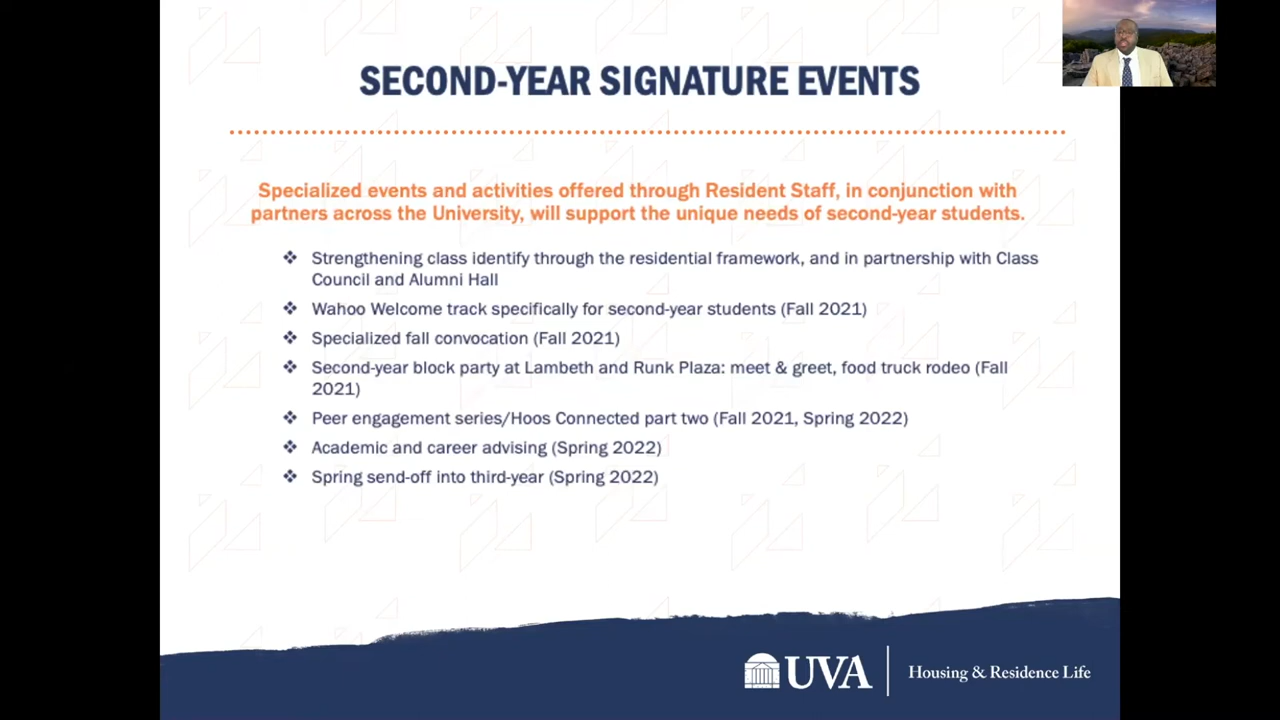 SECOND-YEAR SIGNATURE EVENTS
Specialized events and activities offered through Resident Staff, in conjunction with
partners across the University, will support the unique needs of second-year students.
❖ Strengthening class identify through the residential framework, and in partnership with Class
Council and Alumni Hall
❖ Wahoo Welcome track specifically for second-year students (Fall 2021)
❖ Specialized fall convocation (Fall 2021)
❖ Second-year block party at Lambeth and Runk Plaza: meet & greet, food truck rodeo (Fall
2021)
❖ Peer engagement series/Hoos Connected part two (Fall 2021, Spring 2022)
❖ Academic and career advising (Spring 2022)
❖ Spring send-off into third-year (Spring 2022)
UVA Housing & Residence Life